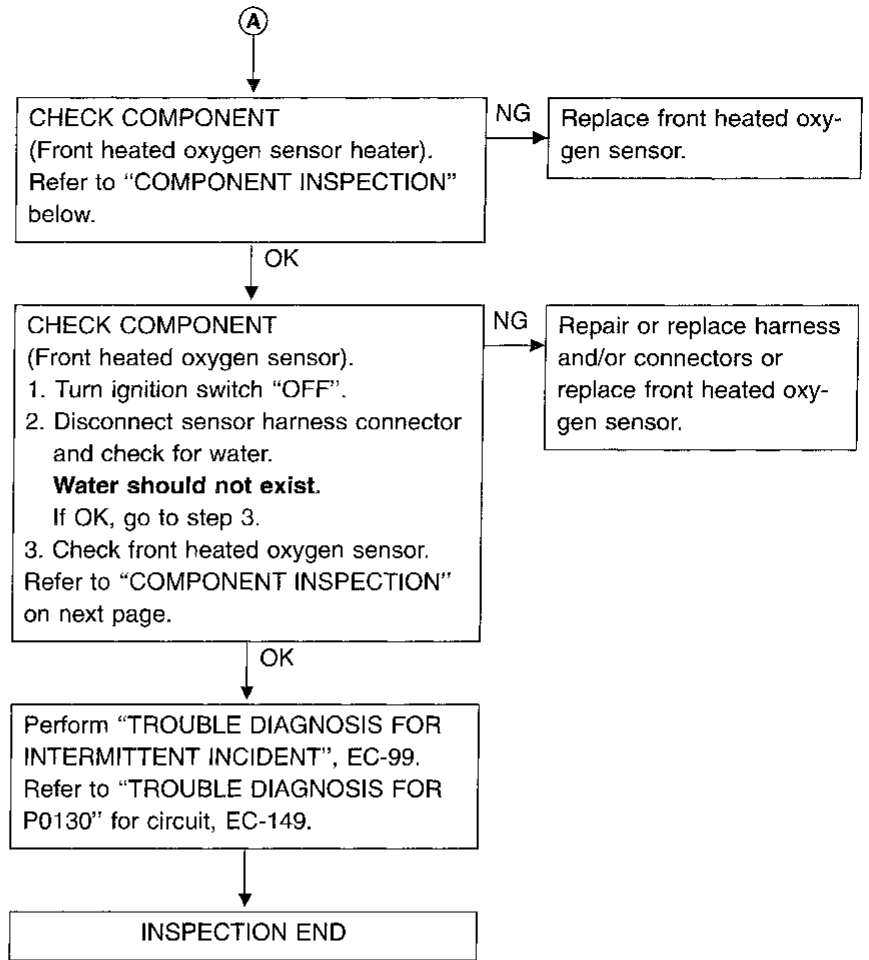 A
CHECK COMPONENT
(Front heated oxygen sensor heater).
Refer to “COMPONENT INSPECTION”
below.
NG
Replace front heated oxy-
gen sensor.
OK
CHECK COMPONENT
(Front heated oxygen sensor).
1. Turn ignition switch “OFF”.
2. Disconnect sensor harness connector
and check for water.
Water should not exist.
If OK, go to step 3.
3. Check front heated oxygen sensor.
Refer to “COMPONENT INSPECTION”
on next page.
NG
Repair or replace harness
and/or connectors or
replace front heated oxy-
gen sensor.
OK
Perform “TROUBLE DIAGNOSIS FOR
INTERMITTENT INCIDENT”, EC-99.
Refer to “TROUBLE DIAGNOSIS FOR
P0130” for circuit, EC-149.
INSPECTION END